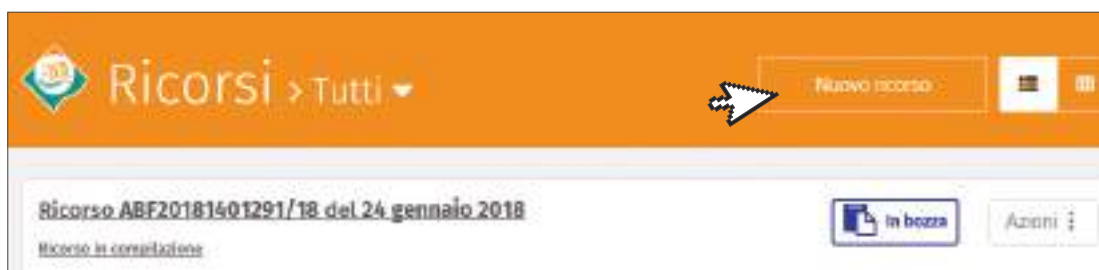 Ricorsi > Tutti
Nuovo ricorso
Ricorso ABF20181401291/18 del 24 gennaio 2018
In bozza
Azioni
Ricorso in compilazione